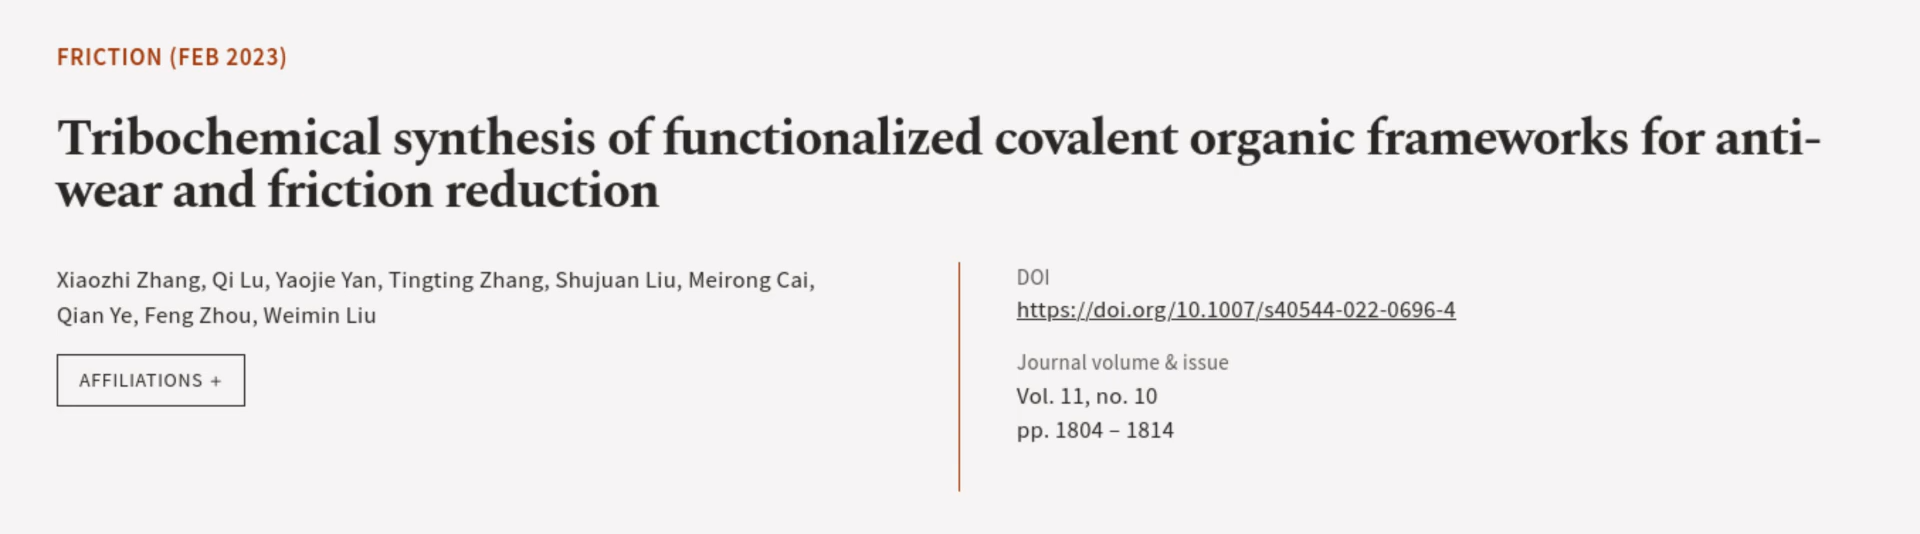 FRICTION (FEB 2023)
Tribochemical synthesis of functionalized covalent organic frameworks for anti-
wear and friction reduction
Xiaozhi Zhang, Qi Lu, Yaojie Yan, Tingting Zhang, Shujuan Liu, Meirong Cai,
Qian Ye, Feng Zhou, Weimin Liu
AFFILIATIONS +
DOI
https://doi.org/10.1007/s40544-022-0696-4
Journal volume & issue
Vol. 11, no. 10
pp. 1804 – 1814